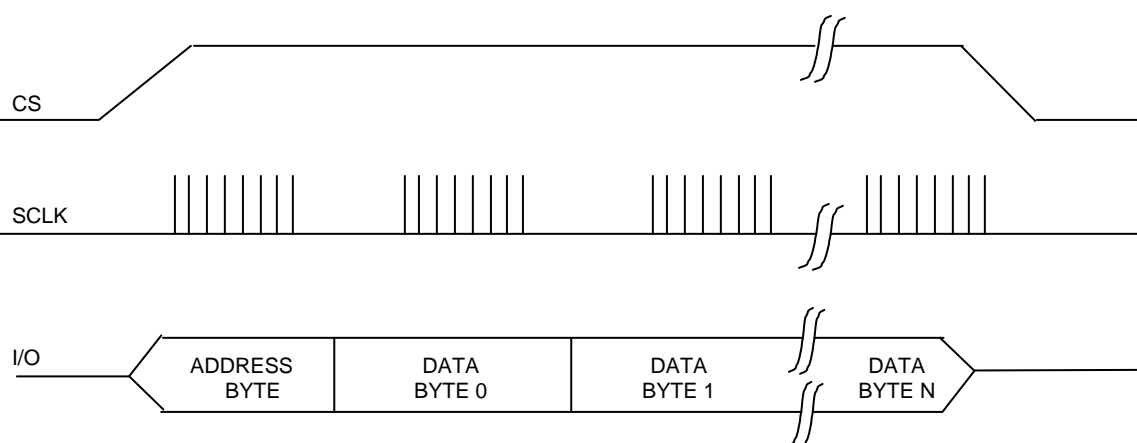 CS
SCLK
I/O
ADDRESS
BYTE
DATA
BYTE 0
DATA
BYTE 1
DATA
BYTE N